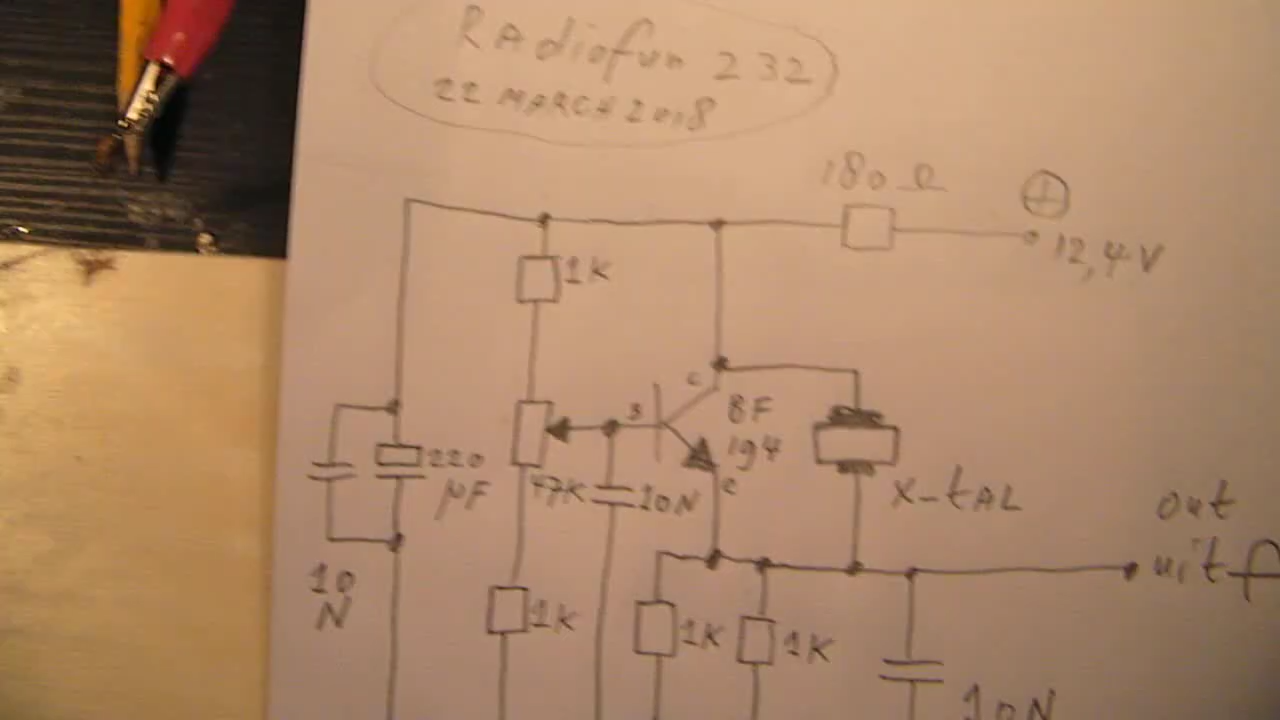 Radiofun 232
22 MARCH 2018
180 Ω
+
12,4V
1K
C
B
BF
194
e
220
µF
47K
10N
X-tAL
out
uit
10
N
1K
1K
1K
10N